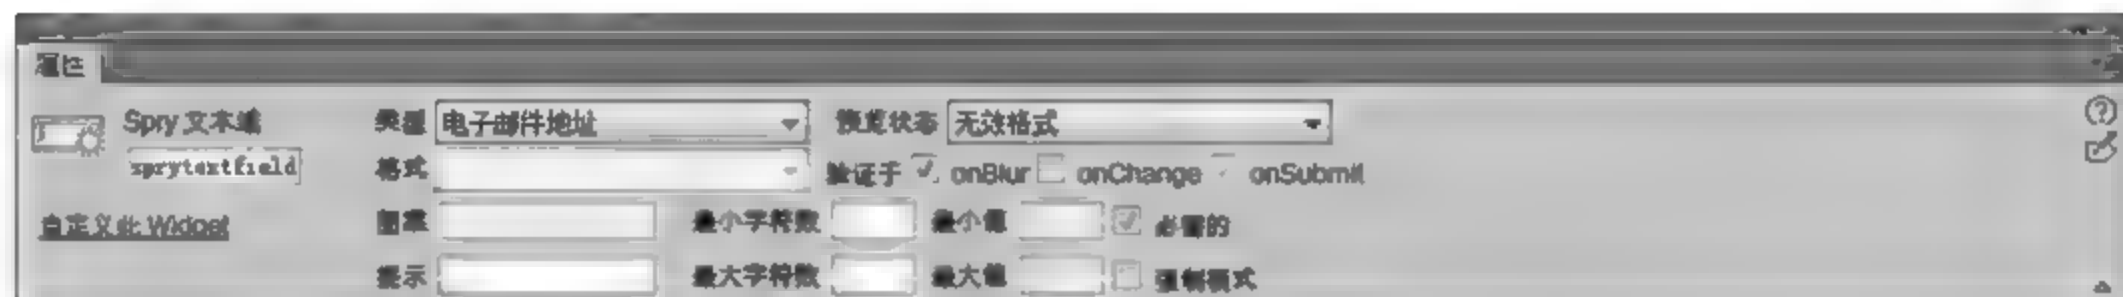 属性
Spry 文本域 类型 电子邮件地址 预览状态 无效格式
sprytextfield 格式 验证于 onBlur onChange onSubmit
自定义此 Widget 图案 最小字符数 最小值 必需的
提示 最大字符数 最大值 强制模式